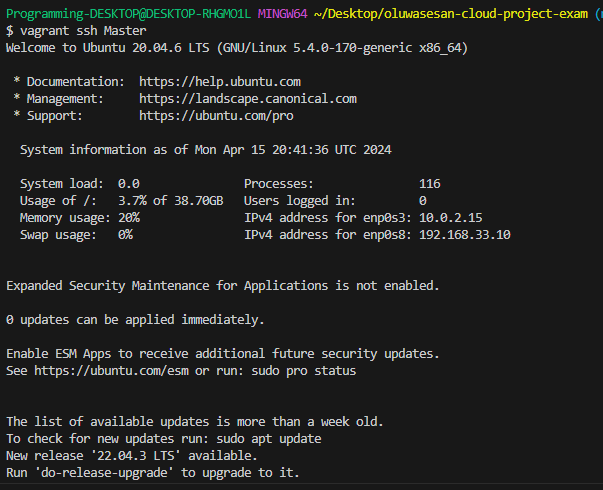 Programming-DESKTOP@DESKTOP-RHGMO1L MINGW64 ~/Desktop/oluwasesan-cloud-project-exam (
$ vagrant ssh Master
Welcome to Ubuntu 20.04.6 LTS (GNU/Linux 5.4.0-170-generic x86_64)
* Documentation: https://help.ubuntu.com
* Management: https://landscape.canonical.com
* Support: https://ubuntu.com/pro
System information as of Mon Apr 15 20:41:36 UTC 2024
System load: 0.0 Processes: 116
Usage of /: 3.7% of 38.70GB Users logged in: 0
Memory usage: 20% IPv4 address for enp0s3: 10.0.2.15
Swap usage: 0% IPv4 address for enp0s8: 192.168.33.10
Expanded Security Maintenance for Applications is not enabled.
0 updates can be applied immediately.
Enable ESM Apps to receive additional future security updates.
See https://ubuntu.com/esm or run: sudo pro status
The list of available updates is more than a week old.
To check for new updates run: sudo apt update
New release '22.04.3 LTS' available.
Run 'do-release-upgrade' to upgrade to it.